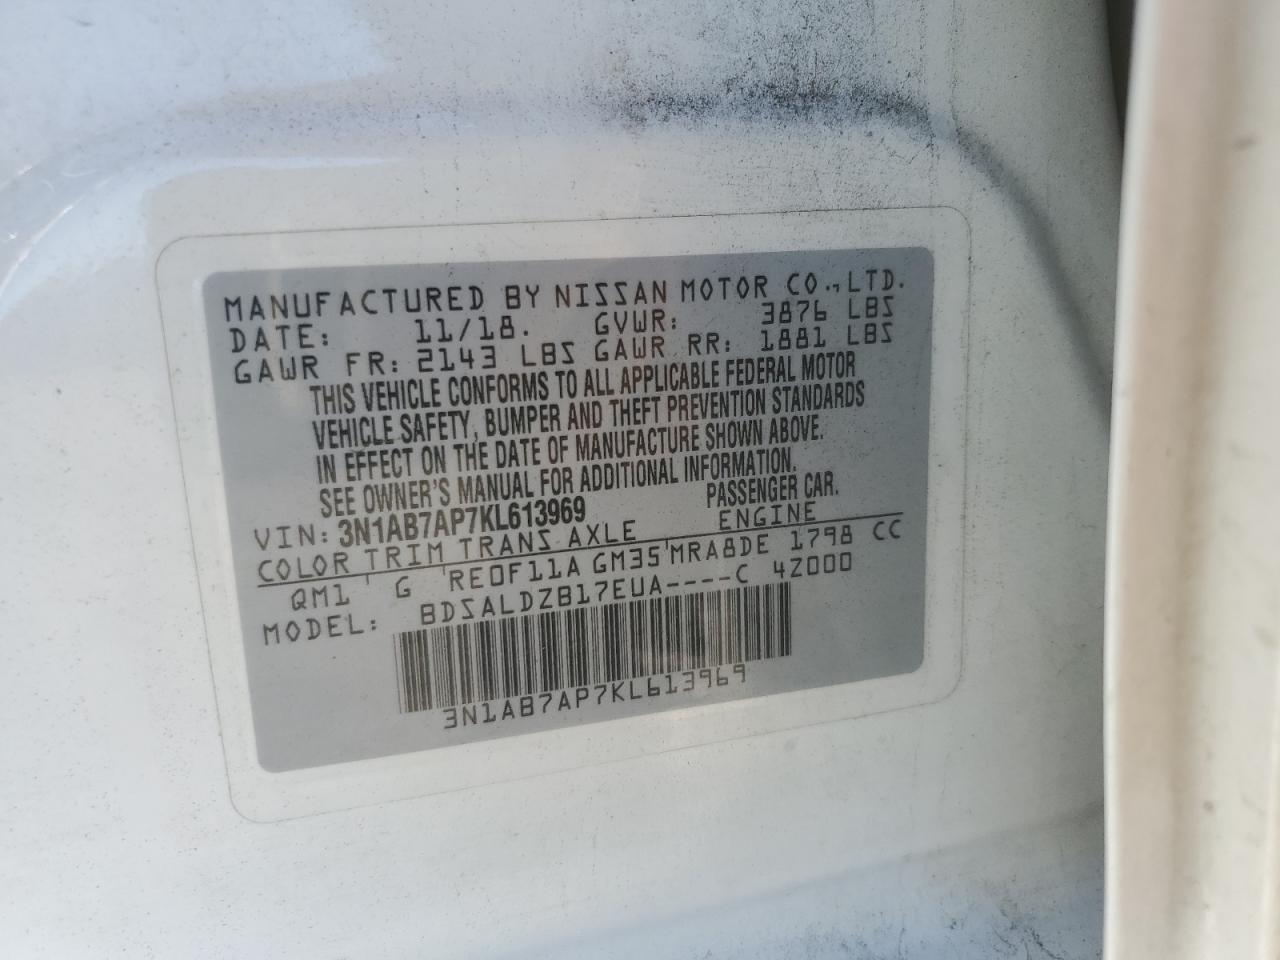 MANUFACTURED BY NISSAN MOTOR CO., LTD.
DATE: 11/18. GVWR: 3876 LBS
GAWR FR: 2143 LBS GAWR RR: 1881 LBS
THIS VEHICLE CONFORMS TO ALL APPLICABLE FEDERAL MOTOR
VEHICLE SAFETY, BUMPER AND THEFT PREVENTION STANDARDS
IN EFFECT ON THE DATE OF MANUFACTURE SHOWN ABOVE.
SEE OWNER'S MANUAL FOR ADDITIONAL INFORMATION.
VIN: 3N1AB7AP7KL613969 PASSENGER CAR.
COLOR TRIM TRANS AXLE ENGINE
QM1 G RE0F11A GM35 MRA8DE 1798 CC
MODEL: BDSALDZB17EUA----C 4Z000
3N1AB7AP7KL613969